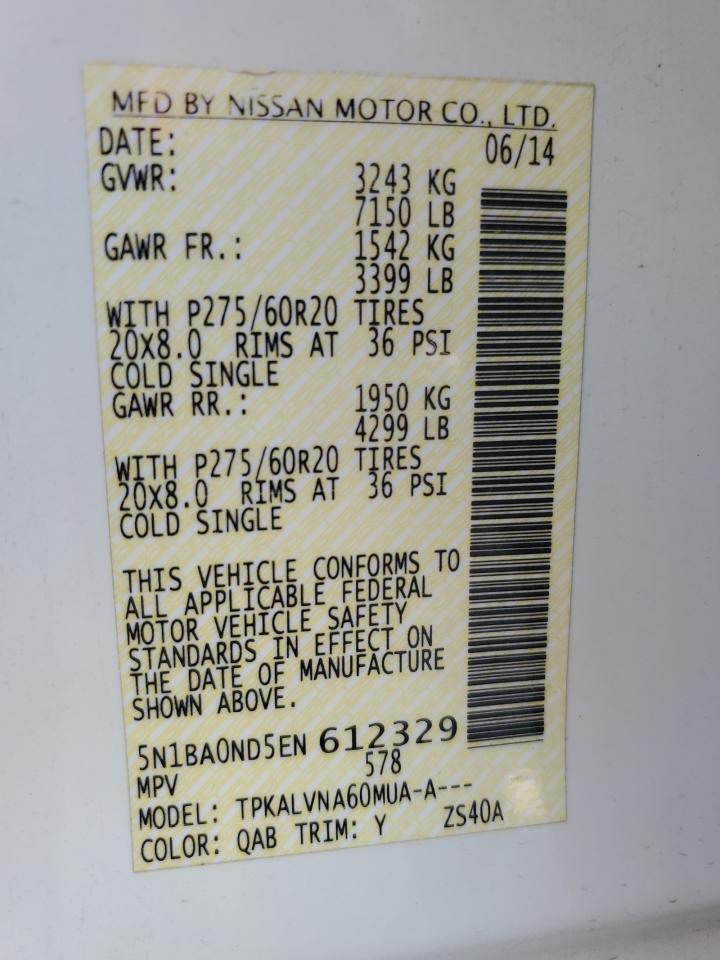 MFD BY NISSAN MOTOR CO., LTD.
DATE: 06/14
GVWR: 3243 KG
7150 LB
GAWR FR.: 1542 KG
3399 LB
WITH P275/60R20 TIRES
20X8.0 RIMS AT 36 PSI
COLD SINGLE
GAWR RR.: 1950 KG
4299 LB
WITH P275/60R20 TIRES
20X8.0 RIMS AT 36 PSI
COLD SINGLE
THIS VEHICLE CONFORMS TO
ALL APPLICABLE FEDERAL
MOTOR VEHICLE SAFETY
STANDARDS IN EFFECT ON
THE DATE OF MANUFACTURE
SHOWN ABOVE.
5N1BA0ND5EN 612329
MPV 578
MODEL: TPKALVNA60MUA-A---
COLOR: QAB TRIM: Y ZS40A